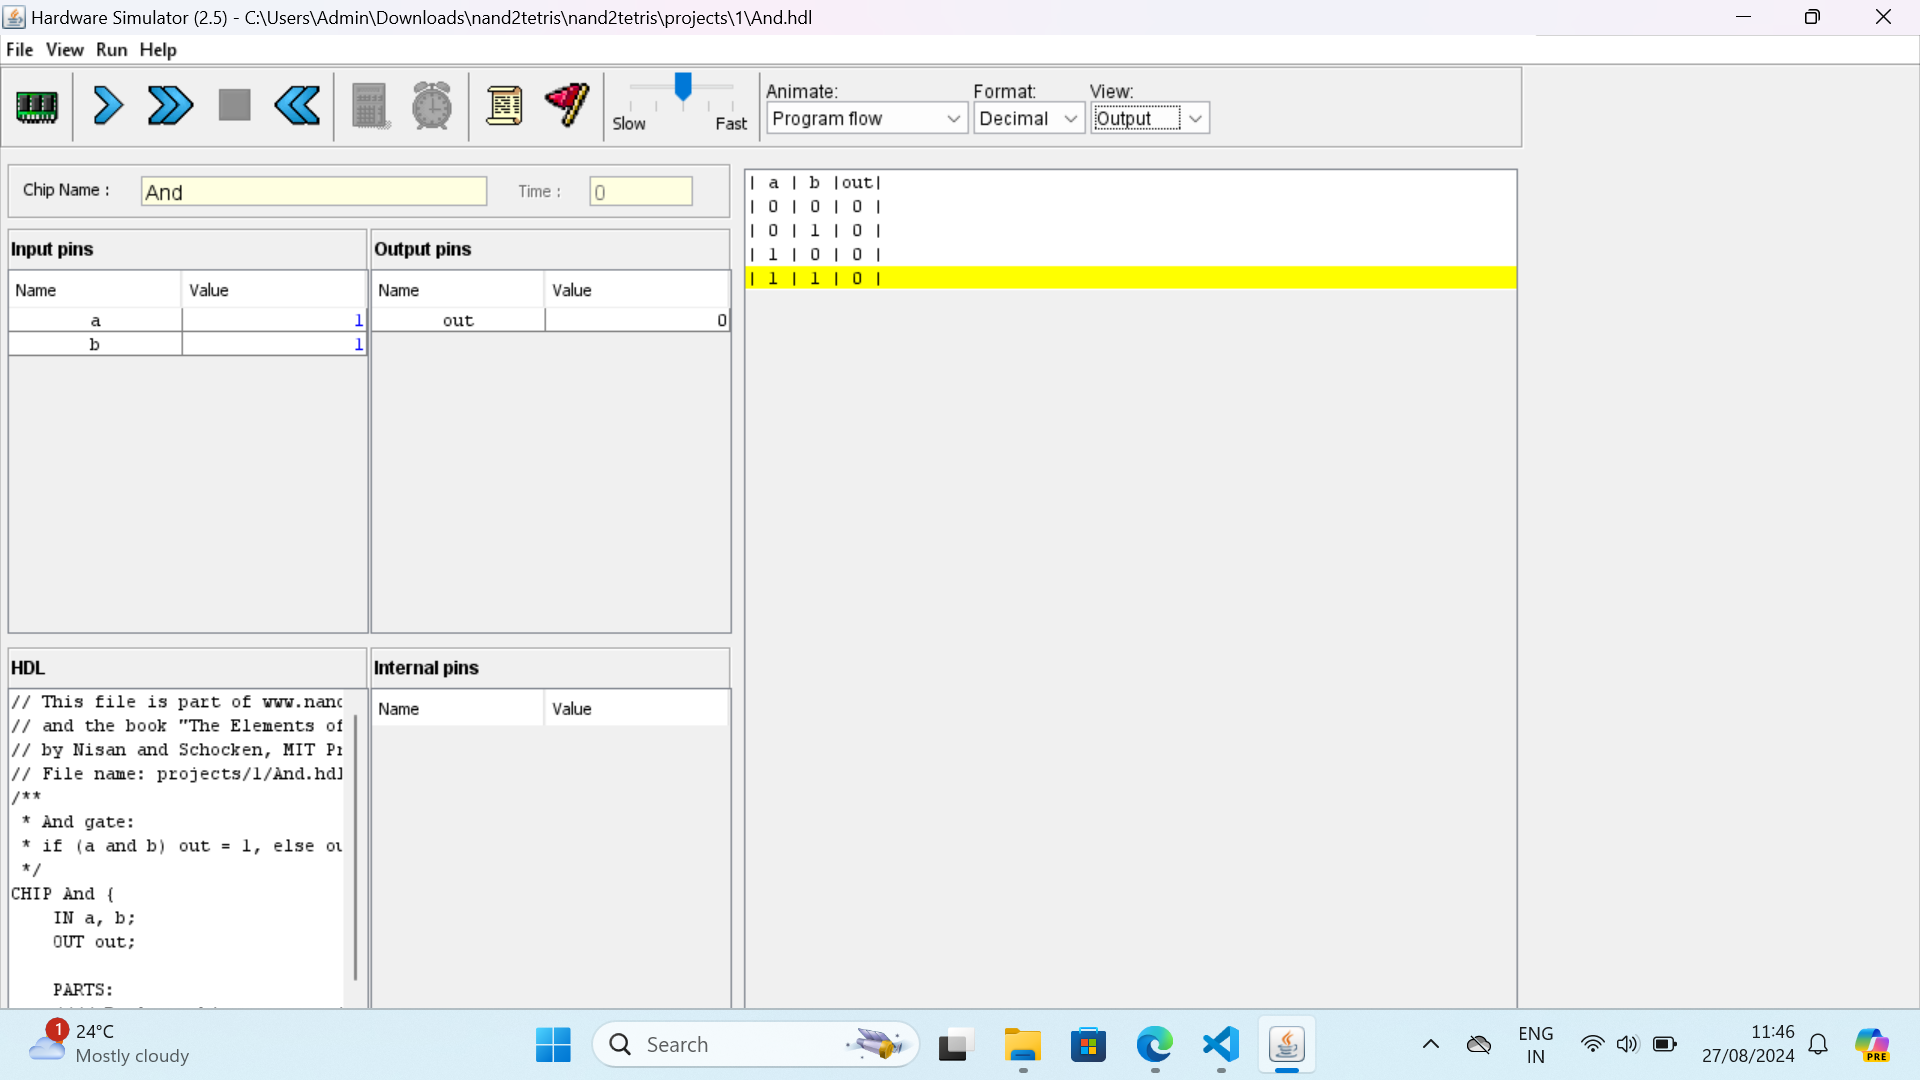 Hardware Simulator (2.5) - C:\Users\Admin\Downloads\nand2tetris\nand2tetris\projects\1\And.hdl
File View Run Help
Slow Fast
Animate: Format: View:
Program flow Decimal Output
Chip Name : And Time : 0
Input pins
Name Value
a 1
b 1
Output pins
Name Value
out 0
| a | b |out|
| 0 | 0 | 0 |
| 0 | 1 | 0 |
| 1 | 0 | 0 |
| 1 | 1 | 0 |
HDL
// This file is part of www.nand
// and the book "The Elements of
// by Nisan and Schocken, MIT Pr
// File name: projects/1/And.hdl
/**
* And gate:
* if (a and b) out = 1, else ou
*/
CHIP And {
IN a, b;
OUT out;
PARTS:
Internal pins
Name Value
1
24°C
Mostly cloudy
Search
ENG
IN
11:46
27/08/2024
PRE